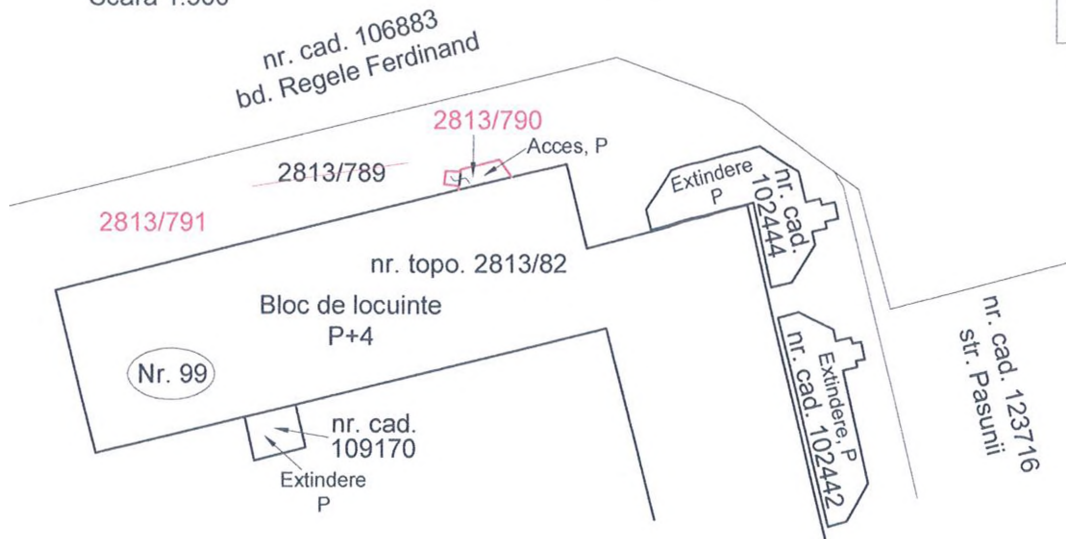 nr. cad. 106883
bd. Regele Ferdinand
2813/790
Acces, P
2813/789
2813/791
Extindere
P
nr. cad.
102444
nr. topo. 2813/82
Bloc de locuinte
P+4
Nr. 99
nr. cad.
109170
Extindere
P
Extindere, P
nr. cad. 102442
nr. cad. 123716
str. Pasunii